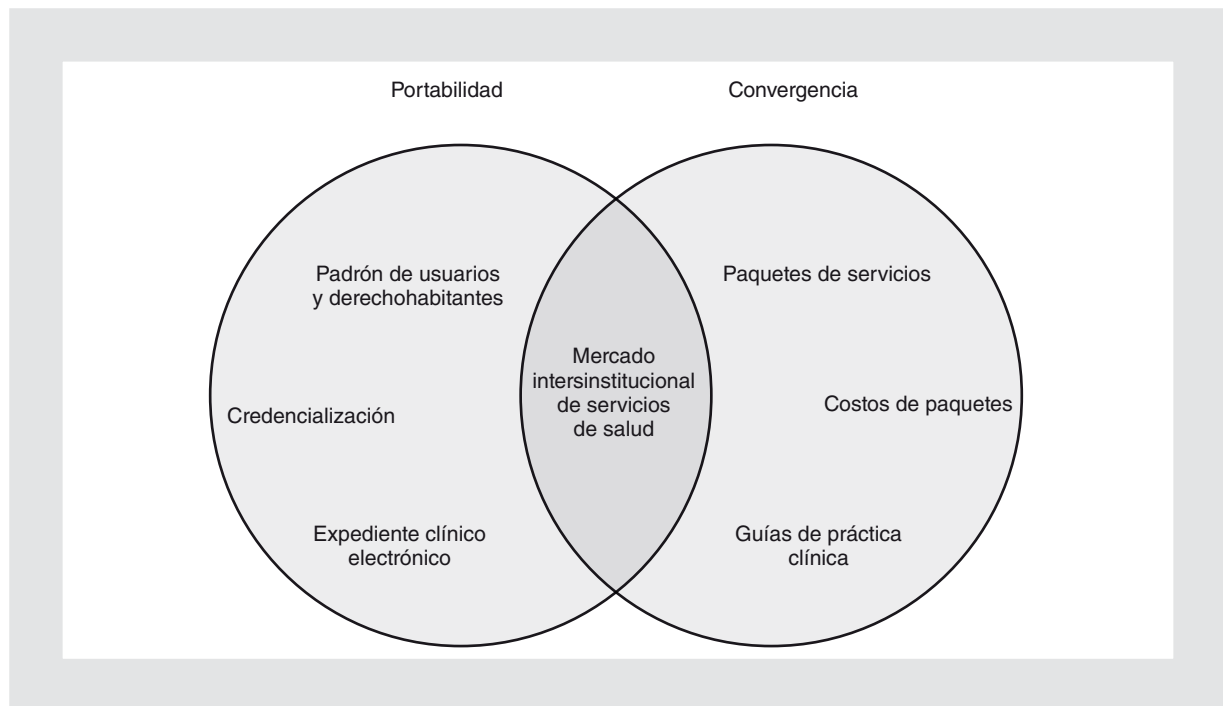 Portabilidad
Convergencia
Padrón de usuarios
y derechohabitantes
Credencialización
Expediente clínico
electrónico
Mercado
intersinstitucional
de servicios
de salud
Paquetes de servicios
Costos de paquetes
Guías de práctica
clínica